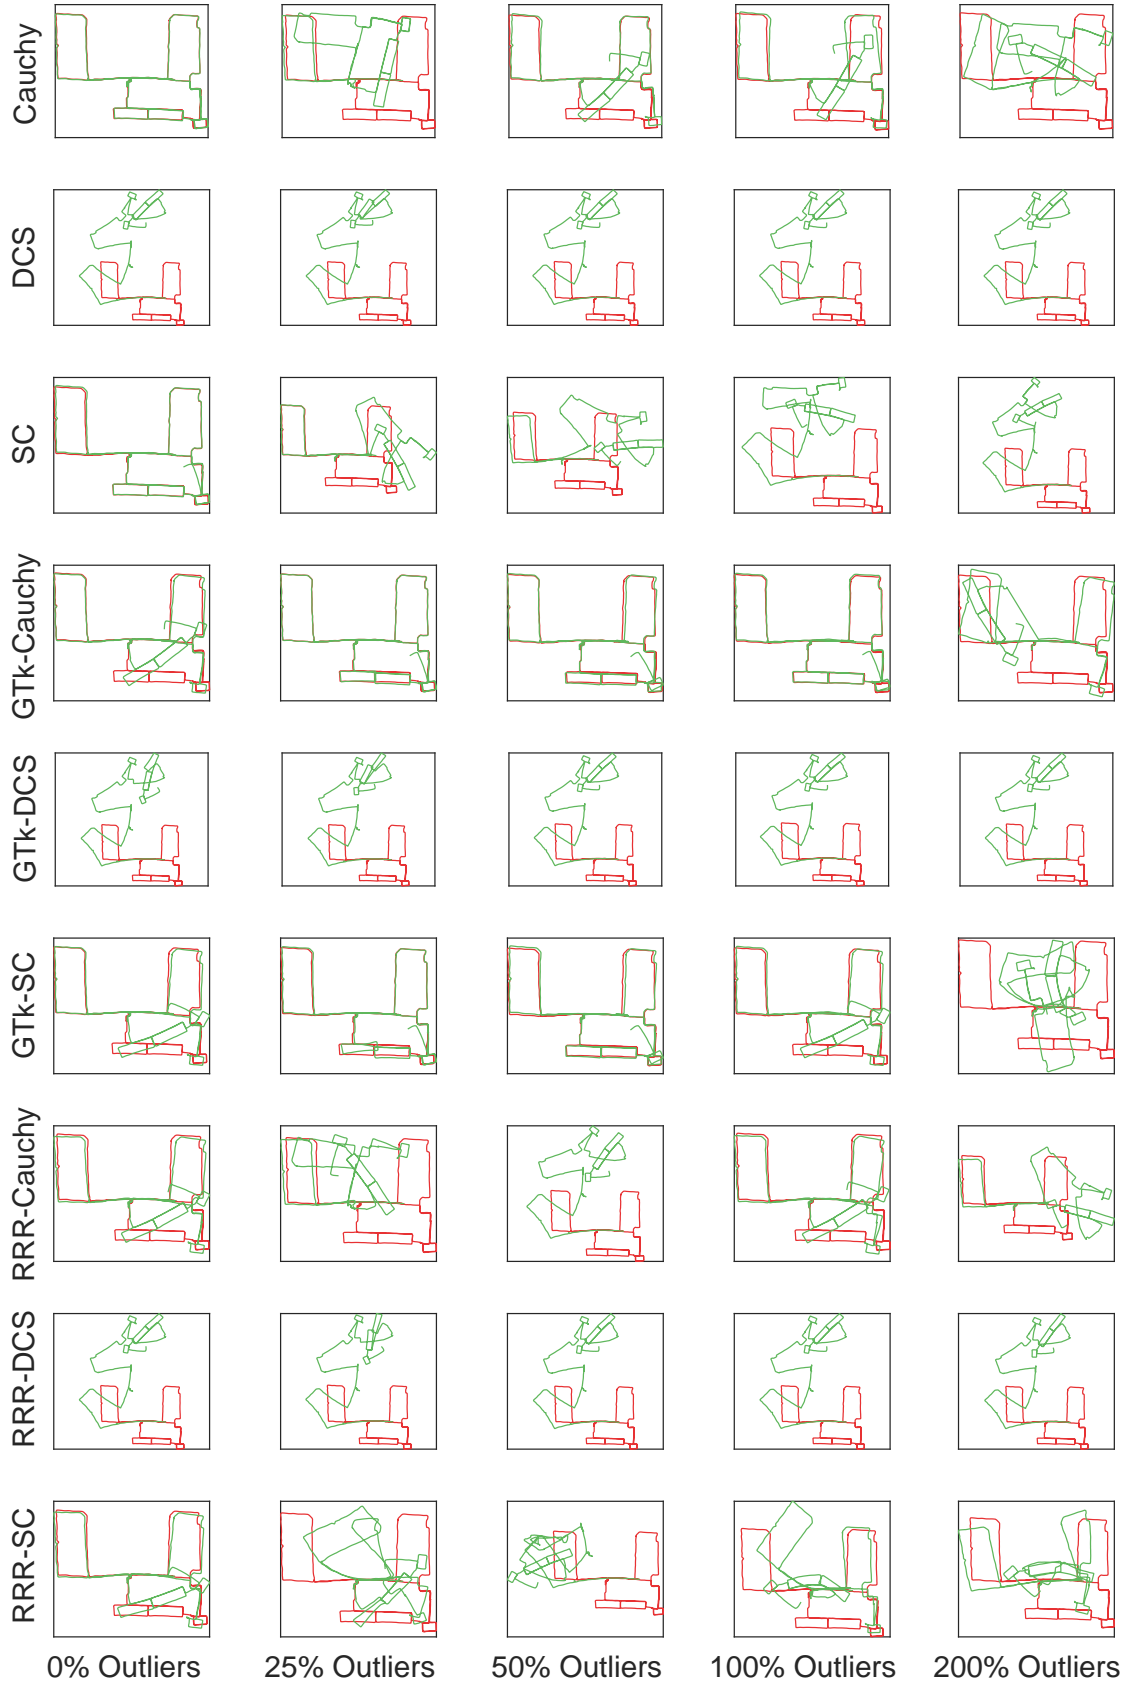 Cauchy
DCS
SC
GTk-Cauchy
GTk-DCS
GTk-SC
RRR-Cauchy
RRR-DCS
RRR-SC
0% Outliers 25% Outliers 50% Outliers 100% Outliers 200% Outliers